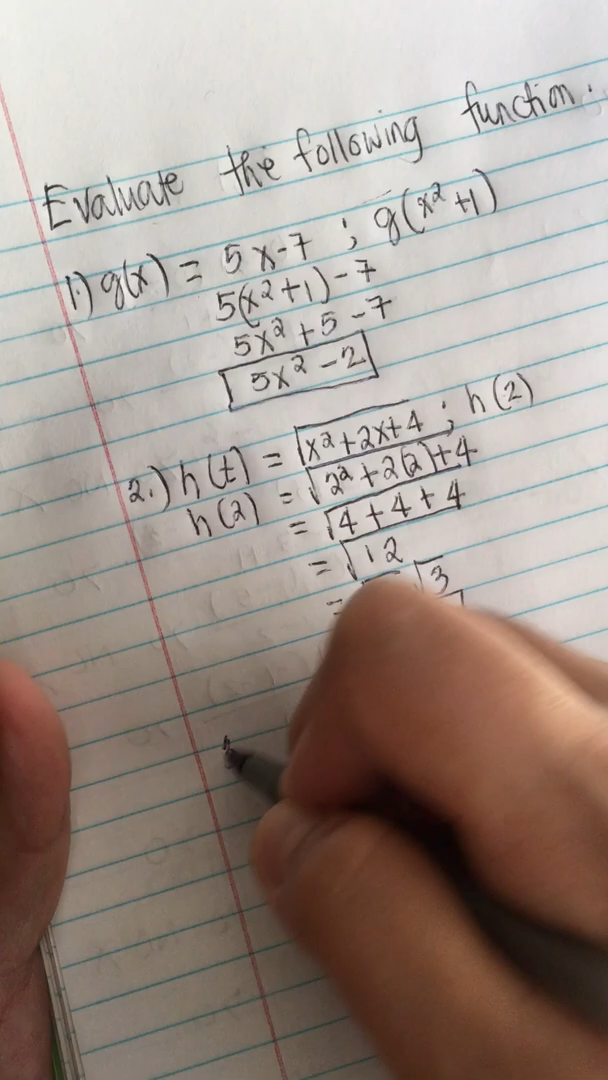 Evaluate the following function:
1.) g(x) = 5x-7 ; g(x² +1)
5(x²+1) - 7
5x² + 5 - 7
5x² - 2
2.) h(t) = √x²+2x+4 ; h(2)
h(2) = √2²+2(2)+4
= √4+4+4
= √12
= √3